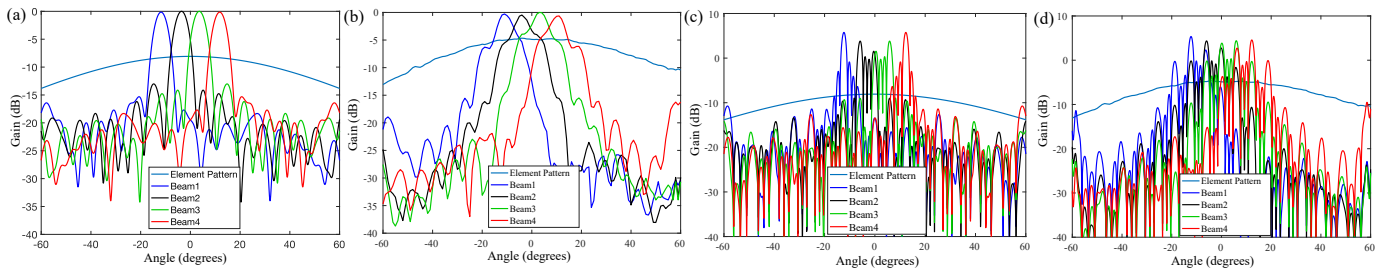 (a)
Gain (dB)
0
-5
-10
-15
-20
-25
-30
-35
-40
Element Pattern
Beam1
Beam2
Beam3
Beam4
-60 -40 -20 0 20 40 60
Angle (degrees)
(b)
Gain (dB)
0
-5
-10
-15
-20
-25
-30
-35
-40
Element Pattern
Beam1
Beam2
Beam3
Beam4
-60 -40 -20 0 20 40 60
Angle (degrees)
(c)
Gain (dB)
10
0
-10
-20
-30
-40
Element Pattern
Beam1
Beam2
Beam3
Beam4
-60 -40 -20 0 20 40 60
Angle (degrees)
(d)
Gain (dB)
10
0
-10
-20
-30
-40
Element Pattern
Beam1
Beam2
Beam3
Beam4
-60 -40 -20 0 20 40 60
Angle (degrees)